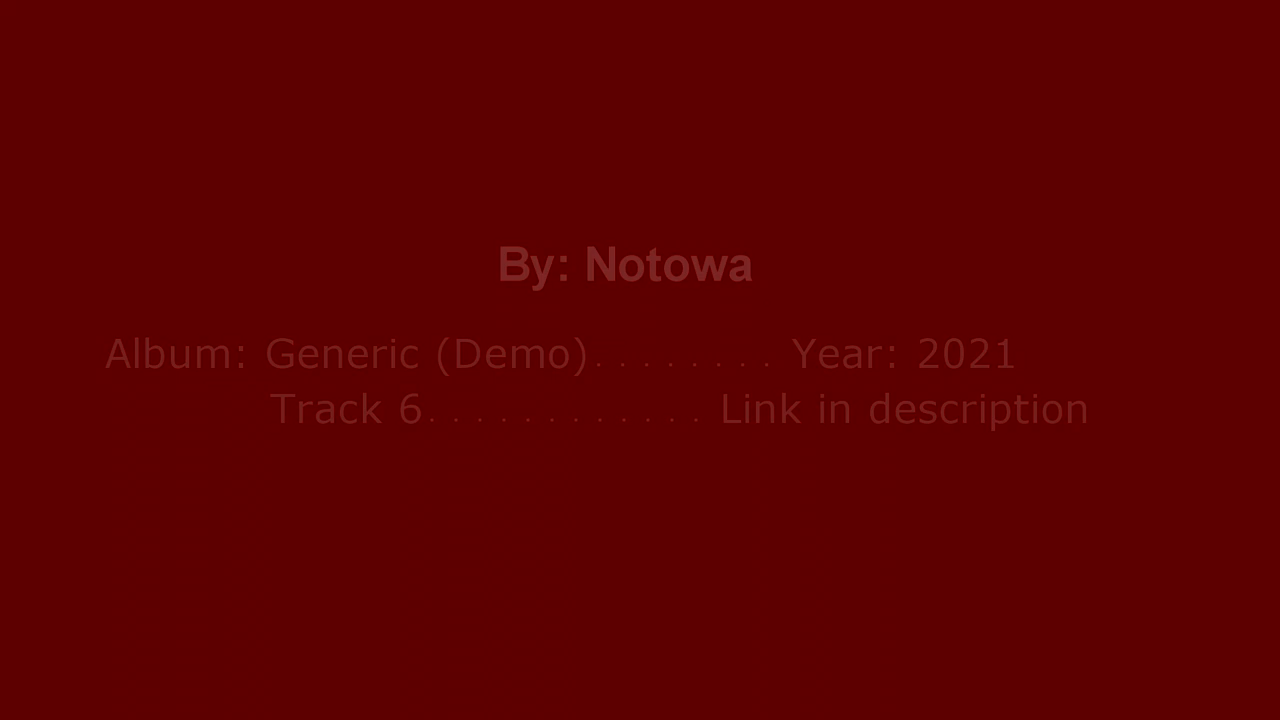 By: Notowa
Album: Generic (Demo)........ Year: 2021
Track 6............ Link in description